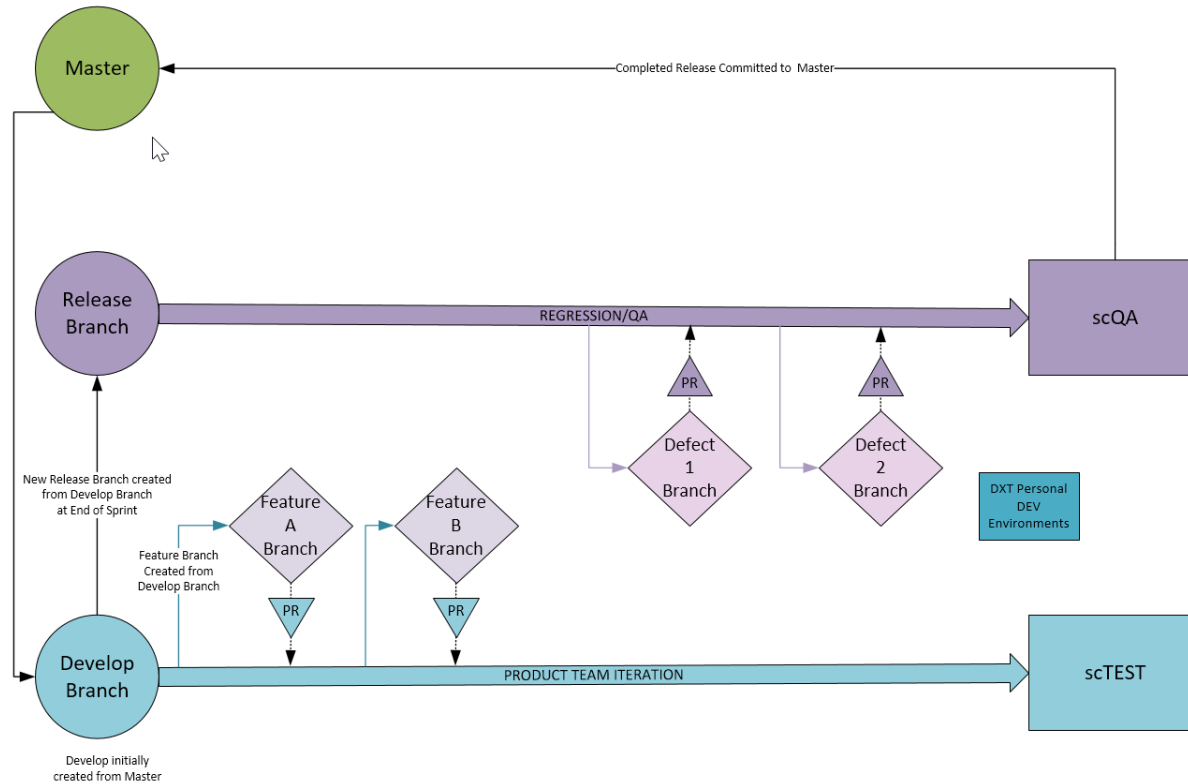 Master
Completed Release Committed to  Master
Release
Branch
REGRESSION/QA
scQA
PR
PR
Defect
1
Branch
Defect
2
Branch
New Release Branch created
from Develop Branch
at End of Sprint
Feature
A
Branch
Feature
B
Branch
DXT Personal
DEV
Environments
Feature Branch
Created from
Develop Branch
PR
PR
Develop
Branch
PRODUCT TEAM ITERATION
scTEST
Develop initially
created from Master